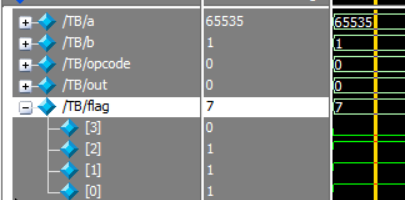 /TB/a 65535 65535
/TB/b 1 1
/TB/opcode 0 0
/TB/out 0 0
/TB/flag 7 7
[3] 0
[2] 1
[1] 1
[0] 1